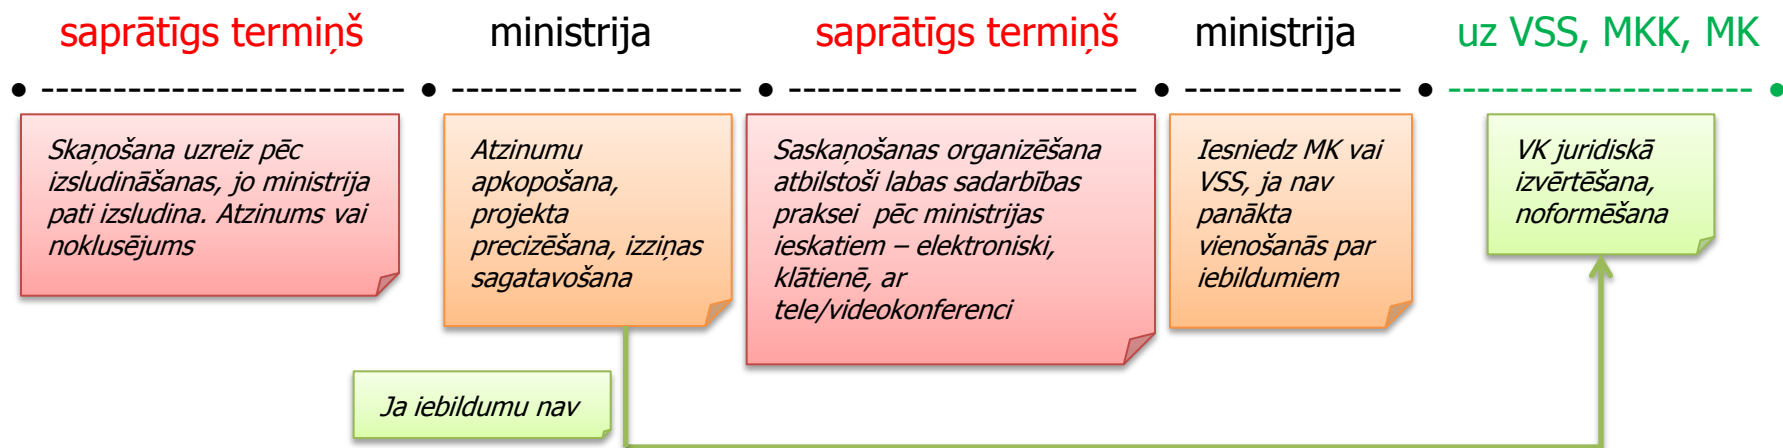 saprātīgs termiņš
ministrija
saprātīgs termiņš
ministrija
uz VSS, MKK, MK
Skaņošana uzreiz pēc
izsludināšanas, jo ministrija
pati izsludina. Atzinums vai
noklusējums
Atzinumu
apkopošana,
projekta
precizēšana, izziņas
sagatavošana
Saskaņošanas organizēšana
atbilstoši labas sadarbības
praksei pēc ministrijas
ieskatiem – elektroniski,
klātienē, ar
tele/videokonferenci
Iesniedz MK vai
VSS, ja nav
panākta
vienošanās par
iebildumiem
VK juridiskā
izvērtēšana,
noformēšana
Ja iebildumu nav